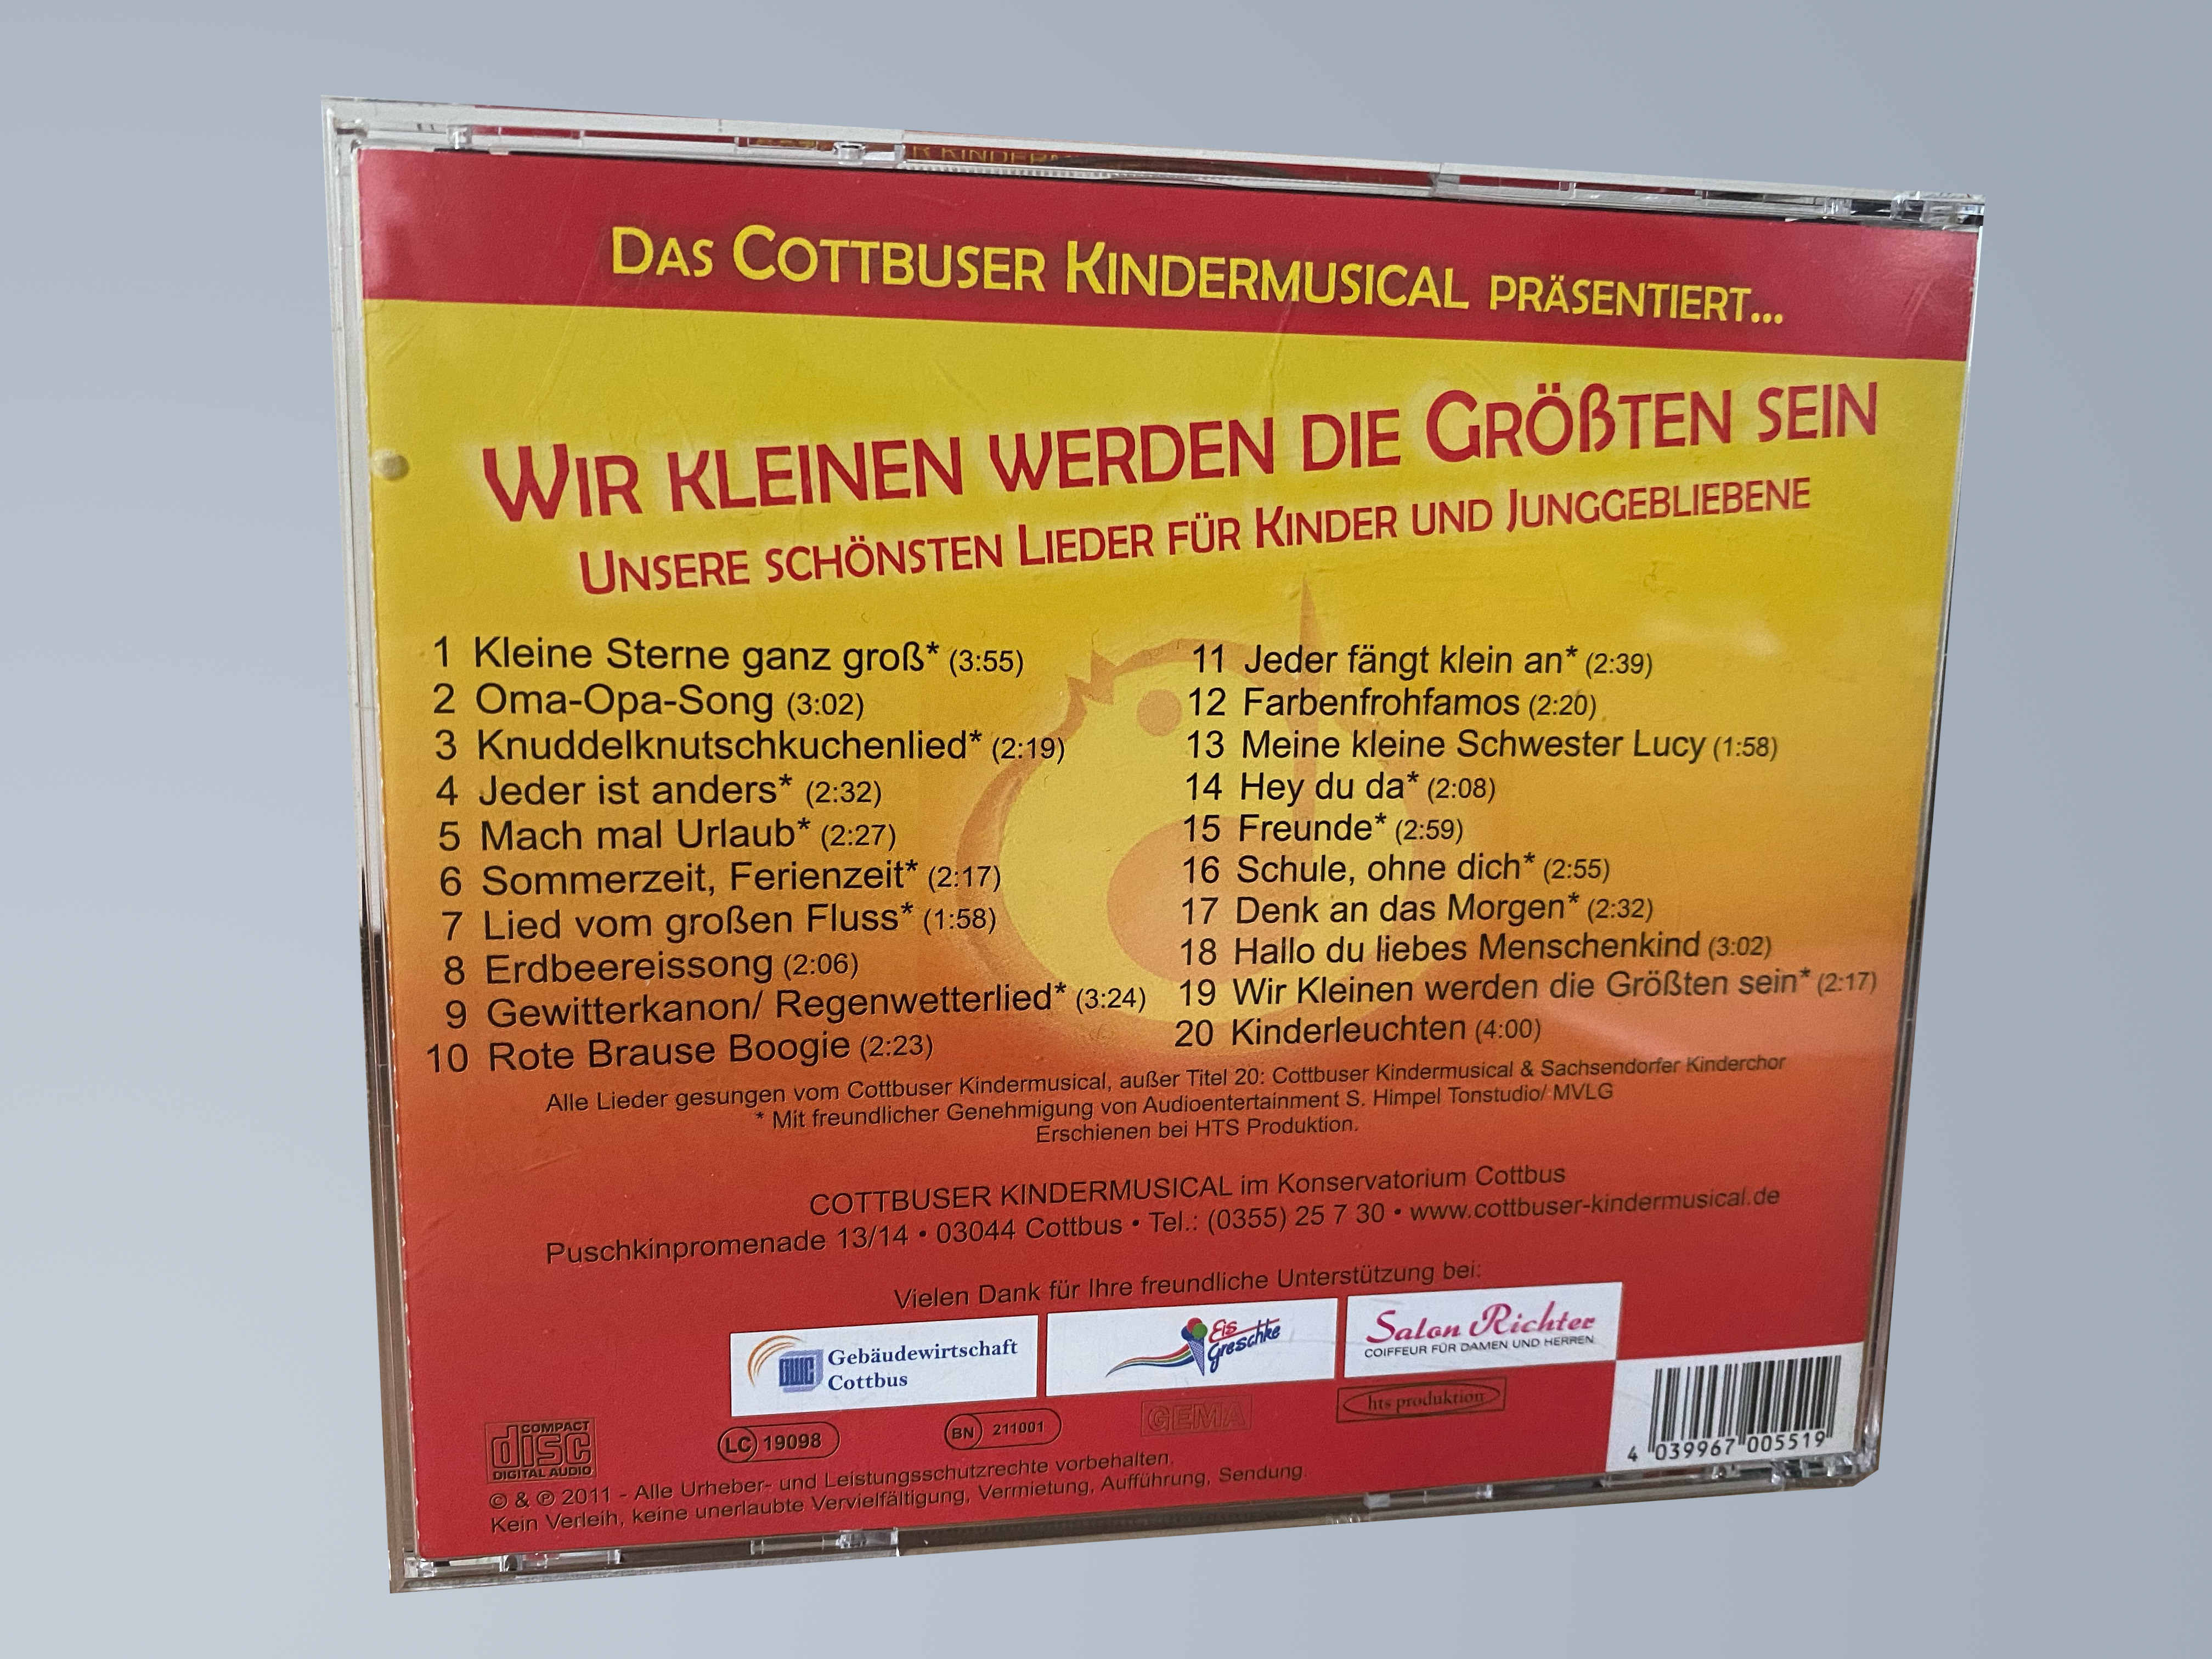 DAS COTTBUSER KINDERMUSICAL PRÄSENTIERT...
WIR KLEINEN WERDEN DIE GRÖßTEN SEIN
UNSERE SCHÖNSTEN LIEDER FÜR KINDER UND JUNGGEBLIEBENE
1 Kleine Sterne ganz groß* (3:55)
2 Oma-Opa-Song (3:02)
3 Knuddelknutschkuchenlied* (2:19)
4 Jeder ist anders* (2:32)
5 Mach mal Urlaub* (2:27)
6 Sommerzeit, Ferienzeit* (2:17)
7 Lied vom großen Fluss* (1:58)
8 Erdbeereissong (2:06)
9 Gewitterkanon/ Regenwetterlied* (3:24)
10 Rote Brause Boogie (2:23)
11 Jeder fängt klein an* (2:39)
12 Farbenfrohfamos (2:20)
13 Meine kleine Schwester Lucy (1:58)
14 Hey du da* (2:08)
15 Freunde* (2:59)
16 Schule, ohne dich* (2:55)
17 Denk an das Morgen* (2:32)
18 Hallo du liebes Menschenkind (3:02)
19 Wir Kleinen werden die Größten sein* (2:17)
20 Kinderleuchten (4:00)
Alle Lieder gesungen vom Cottbuser Kindermusical, außer Titel 20: Cottbuser Kindermusical & Sachsendorfer Kinderchor
* Mit freundlicher Genehmigung von Audioentertainment S. Himpel Tonstudio/ MVLG
Erschienen bei HTS Produktion.
COTTBUSER KINDERMUSICAL im Konservatorium Cottbus
Puschkinpromenade 13/14 • 03044 Cottbus • Tel.: (0355) 25 7 30 • www.cottbuser-kindermusical.de
Vielen Dank für Ihre freundliche Unterstützung bei:
GWC Gebäudewirtschaft
Cottbus
Eis
Greschke
Salon Richter
COIFFEUR FÜR DAMEN UND HERREN
COMPACT
disc
DIGITAL AUDIO
LC 19098
BN 211001
GEMA
hts produktion
4 039967 005519
© & ℗ 2011 - Alle Urheber- und Leistungsschutzrechte vorbehalten.
Kein Verleih, keine unerlaubte Vervielfältigung, Vermietung, Aufführung, Sendung.